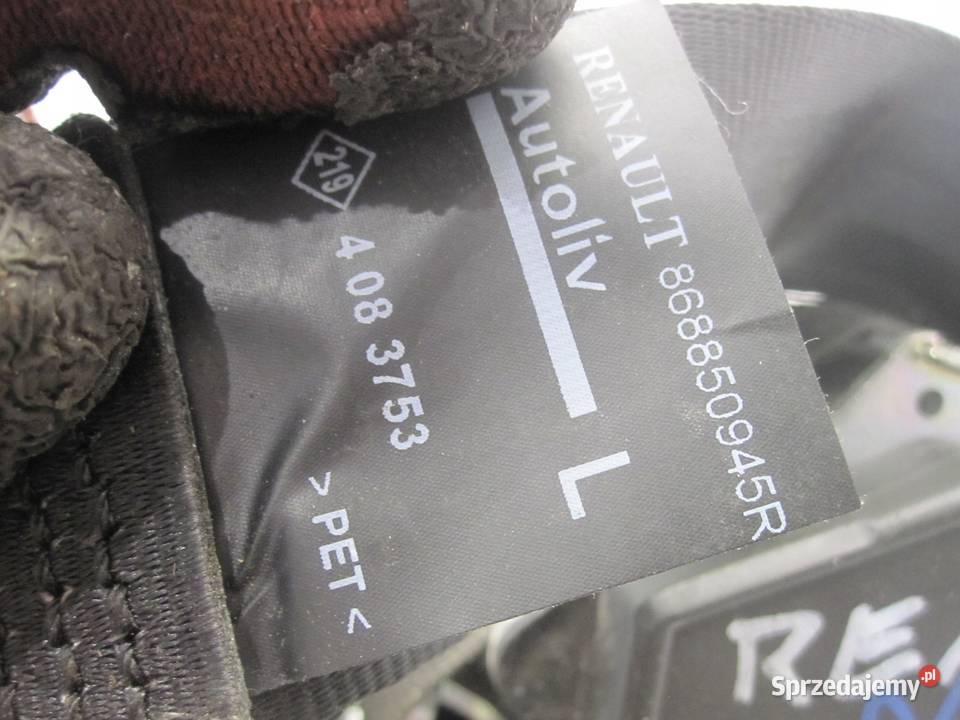 RENAULT 868850945R
Autoliv L
219
4 08 3753
>PET<
Sprzedajemy.pl